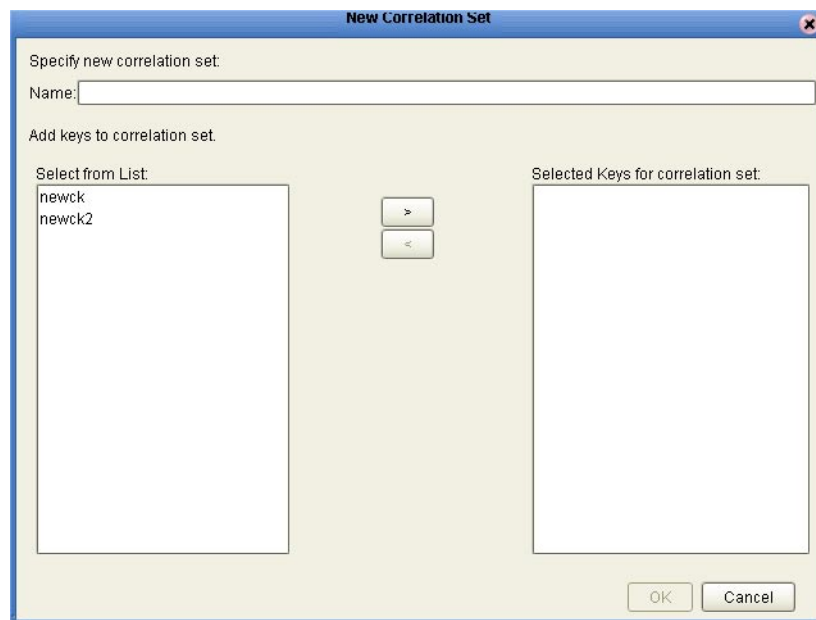 New Correlation Set
Specify new correlation set:
Name:
Add keys to correlation set.
Select from List:
Selected Keys for correlation set:
newck
newck2
>
<
OK
Cancel